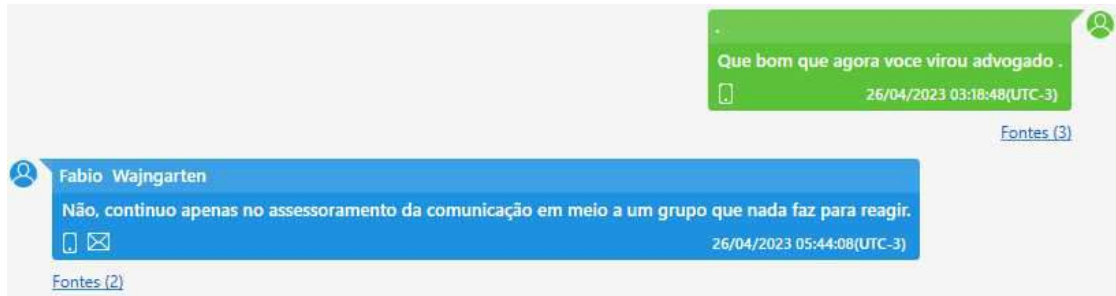 .
Que bom que agora voce virou advogado .
26/04/2023 03:18:48(UTC-3)
Fontes (3)
Fabio Wajngarten
Não, continuo apenas no assessoramento da comunicação em meio a um grupo que nada faz para reagir.
26/04/2023 05:44:08(UTC-3)
Fontes (2)